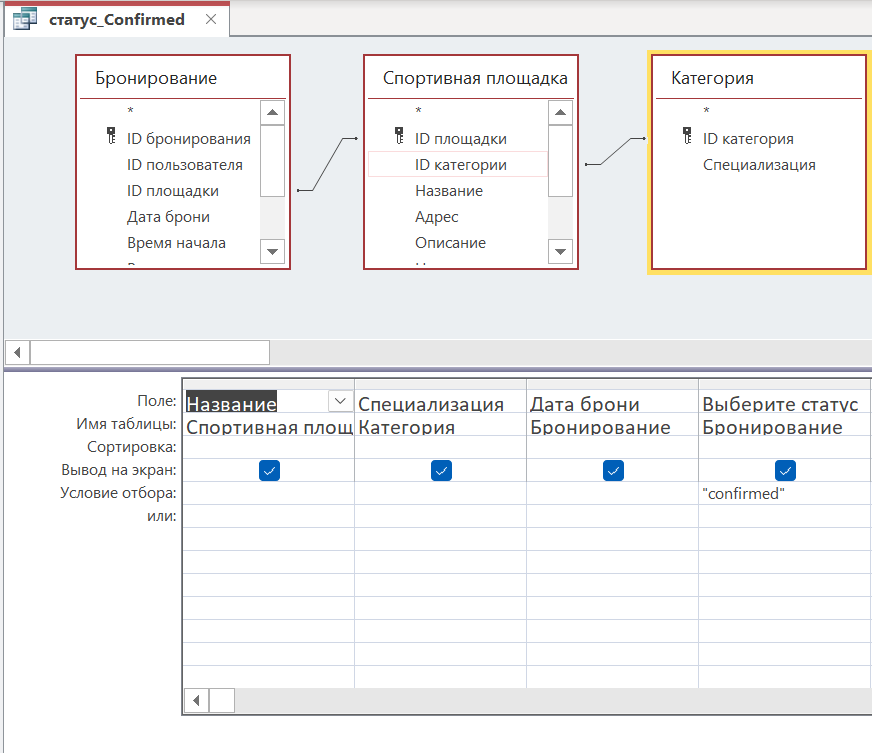 статус_Confirmed
Бронирование
*
ID бронирования
ID пользователя
ID площадки
Дата брони
Время начала
Спортивная площадка
*
ID площадки
ID категории
Название
Адрес
Описание
Категория
*
ID категория
Специализация
Поле: Название Специализация Дата брони Выберите статус
Имя таблицы: Спортивная площ Категория Бронирование Бронирование
Сортировка:
Вывод на экран:
Условие отбора: "confirmed"
или: